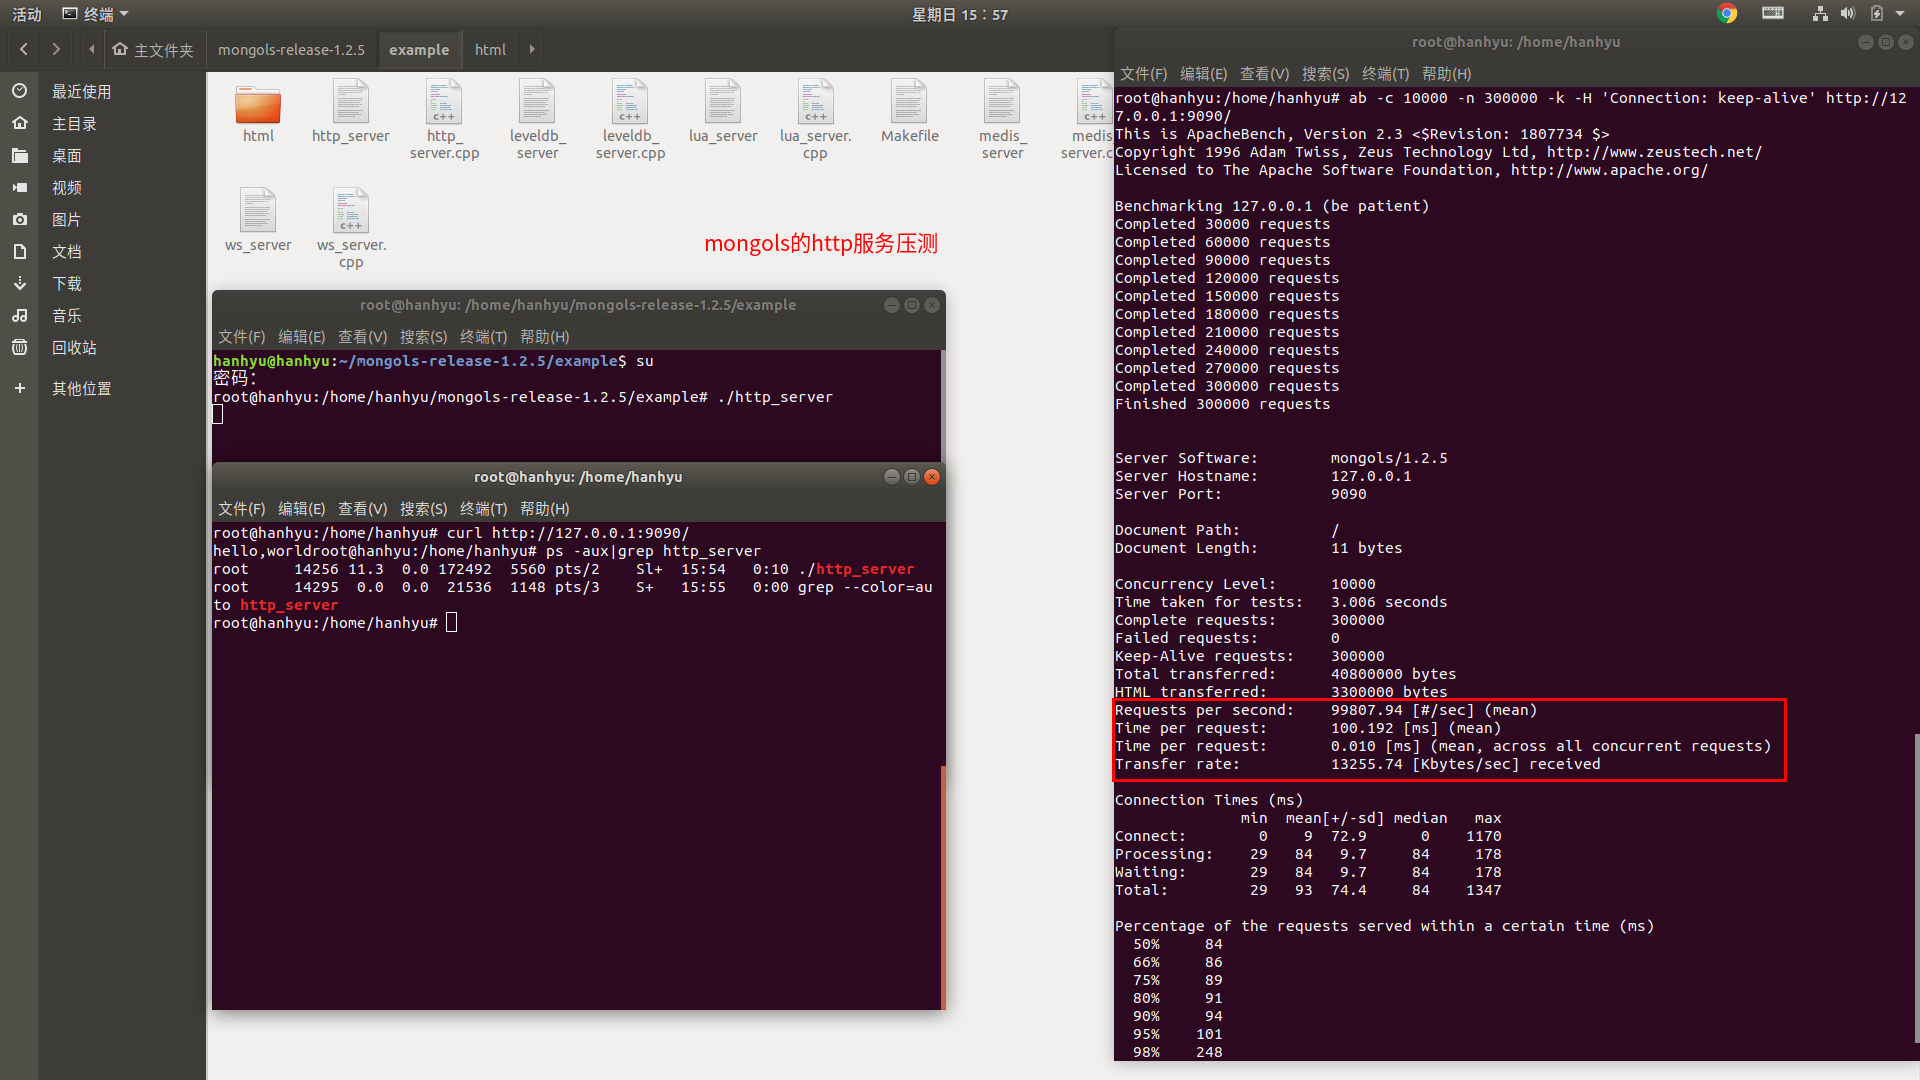 活动 终端 星期日 15：57
主文件夹 mongols-release-1.2.5 example html
最近使用
主目录
桌面
视频
图片
文档
下载
音乐
回收站
其他位置
html
http_server
http_
server.cpp
leveldb_
server
leveldb_
server.cpp
lua_server
lua_server.
cpp
Makefile
medis_
server
medis
server.c
ws_server
ws_server.
cpp
mongols的http服务压测
root@hanhyu: /home/hanhyu/mongols-release-1.2.5/example
文件(F) 编辑(E) 查看(V) 搜索(S) 终端(T) 帮助(H)
hanhyu@hanhyu:~/mongols-release-1.2.5/example$ su
密码：
root@hanhyu:/home/hanhyu/mongols-release-1.2.5/example# ./http_server
root@hanhyu: /home/hanhyu
文件(F) 编辑(E) 查看(V) 搜索(S) 终端(T) 帮助(H)
root@hanhyu:/home/hanhyu# curl http://127.0.0.1:9090/
hello,worldroot@hanhyu:/home/hanhyu# ps -aux|grep http_server
root     14256 11.3  0.0 172492  5560 pts/2    Sl+  15:54   0:10 ./http_server
root     14295  0.0  0.0  21536  1148 pts/3    S+   15:55   0:00 grep --color=au
to http_server
root@hanhyu:/home/hanhyu#
root@hanhyu: /home/hanhyu
文件(F) 编辑(E) 查看(V) 搜索(S) 终端(T) 帮助(H)
root@hanhyu:/home/hanhyu# ab -c 10000 -n 300000 -k -H 'Connection: keep-alive' http://12
7.0.0.1:9090/
This is ApacheBench, Version 2.3 <$Revision: 1807734 $>
Copyright 1996 Adam Twiss, Zeus Technology Ltd, http://www.zeustech.net/
Licensed to The Apache Software Foundation, http://www.apache.org/
Benchmarking 127.0.0.1 (be patient)
Completed 30000 requests
Completed 60000 requests
Completed 90000 requests
Completed 120000 requests
Completed 150000 requests
Completed 180000 requests
Completed 210000 requests
Completed 240000 requests
Completed 270000 requests
Completed 300000 requests
Finished 300000 requests
Server Software:        mongols/1.2.5
Server Hostname:        127.0.0.1
Server Port:            9090
Document Path:          /
Document Length:        11 bytes
Concurrency Level:      10000
Time taken for tests:   3.006 seconds
Complete requests:      300000
Failed requests:        0
Keep-Alive requests:    300000
Total transferred:      40800000 bytes
HTML transferred:       3300000 bytes
Requests per second:    99807.94 [#/sec] (mean)
Time per request:       100.192 [ms] (mean)
Time per request:       0.010 [ms] (mean, across all concurrent requests)
Transfer rate:          13255.74 [Kbytes/sec] received
Connection Times (ms)
              min  mean[+/-sd] median   max
Connect:        0    9  72.9      0    1170
Processing:    29   84   9.7     84     178
Waiting:       29   84   9.7     84     178
Total:         29   93  74.4     84    1347
Percentage of the requests served within a certain time (ms)
  50%     84
  66%     86
  75%     89
  80%     91
  90%     94
  95%    101
  98%    248